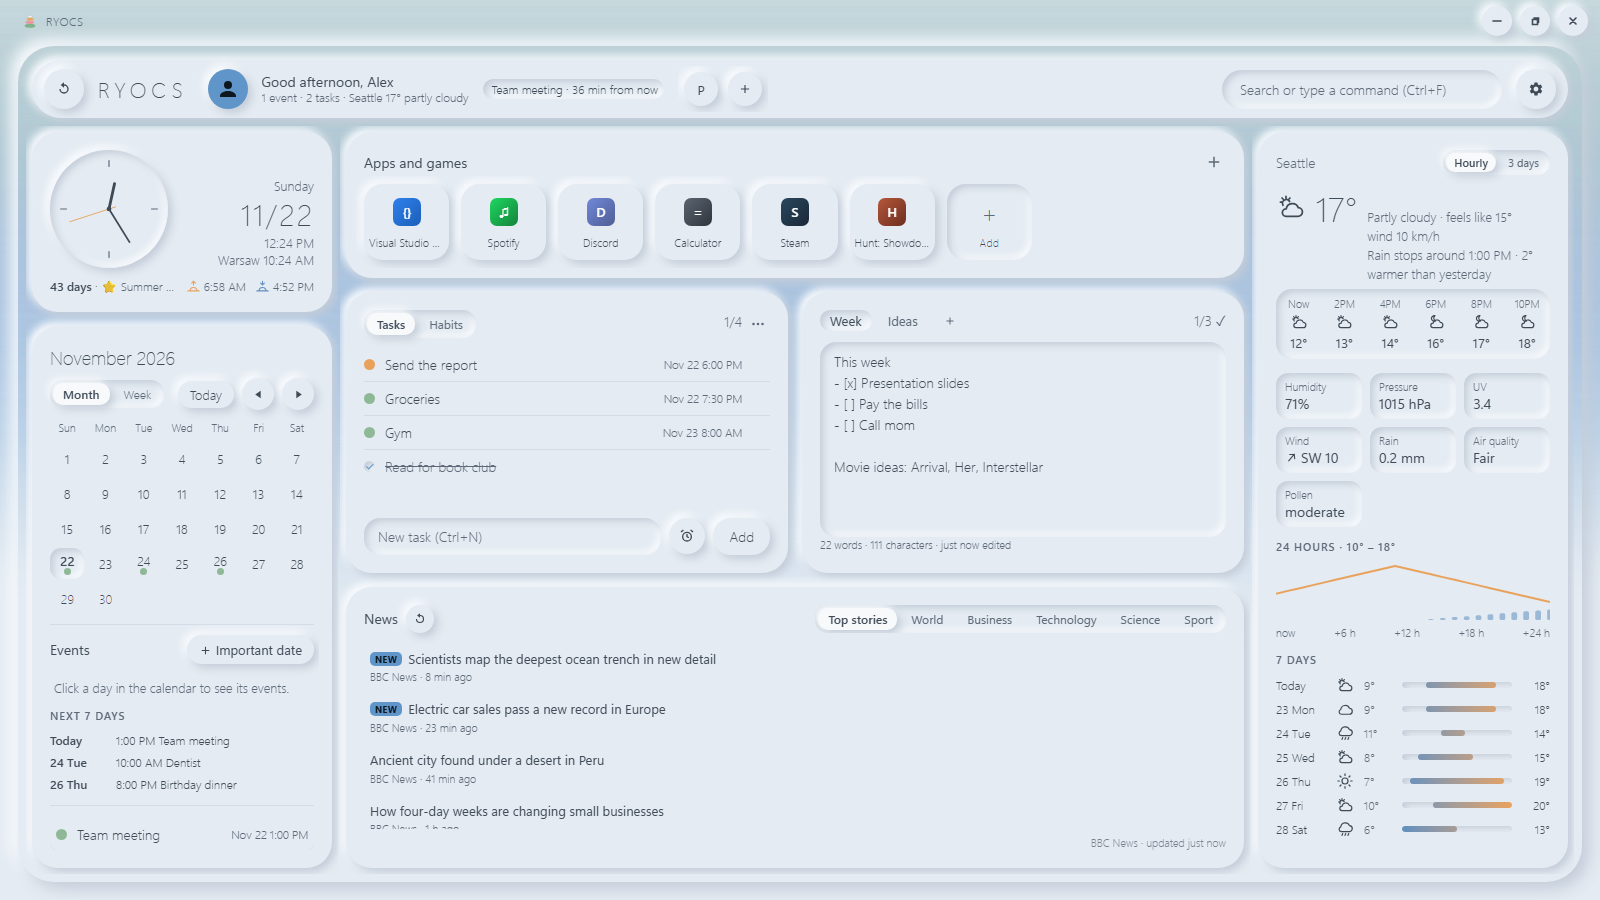 RYOCS
RYOCS
Good afternoon, Alex
1 event · 2 tasks · Seattle 17° partly cloudy
Team meeting · 36 min from now
P
+
Search or type a command (Ctrl+F)
Sunday
11/22
12:24 PM
Warsaw 10:24 AM
43 days · Summer ...
6:58 AM
4:52 PM
November 2026
Month
Week
Today
Sun Mon Tue Wed Thu Fri Sat
1 2 3 4 5 6 7
8 9 10 11 12 13 14
15 16 17 18 19 20 21
22 23 24 25 26 27 28
29 30
Events
+ Important date
Click a day in the calendar to see its events.
NEXT 7 DAYS
Today 1:00 PM Team meeting
24 Tue 10:00 AM Dentist
26 Thu 8:00 PM Birthday dinner
Team meeting Nov 22 1:00 PM
Apps and games
+
{} 
Visual Studio ...
Spotify
D
Discord
=
Calculator
S
Steam
H
Hunt: Showdo...
+
Add
Tasks
Habits
1/4 ...
Send the report Nov 22 6:00 PM
Groceries Nov 22 7:30 PM
Gym Nov 23 8:00 AM
Read for book club
New task (Ctrl+N)
Add
Week
Ideas
+
1/3 ✓
This week
- [x] Presentation slides
- [ ] Pay the bills
- [ ] Call mom
Movie ideas: Arrival, Her, Interstellar
22 words · 111 characters · just now edited
News
Top stories
World
Business
Technology
Science
Sport
NEW Scientists map the deepest ocean trench in new detail
BBC News · 8 min ago
NEW Electric car sales pass a new record in Europe
BBC News · 23 min ago
Ancient city found under a desert in Peru
BBC News · 41 min ago
How four-day weeks are changing small businesses
BBC News · 1 h ago
BBC News · updated just now
Seattle
Hourly
3 days
17°
Partly cloudy · feels like 15°
wind 10 km/h
Rain stops around 1:00 PM · 2°
warmer than yesterday
Now 2PM 4PM 6PM 8PM 10PM
12° 13° 14° 16° 17° 18°
Humidity
71%
Pressure
1015 hPa
UV
3.4
Wind
↗ SW 10
Rain
0.2 mm
Air quality
Fair
Pollen
moderate
24 HOURS · 10° – 18°
now +6 h +12 h +18 h +24 h
7 DAYS
Today 9° 18°
23 Mon 9° 18°
24 Tue 11° 14°
25 Wed 8° 15°
26 Thu 7° 19°
27 Fri 10° 20°
28 Sat 6° 13°